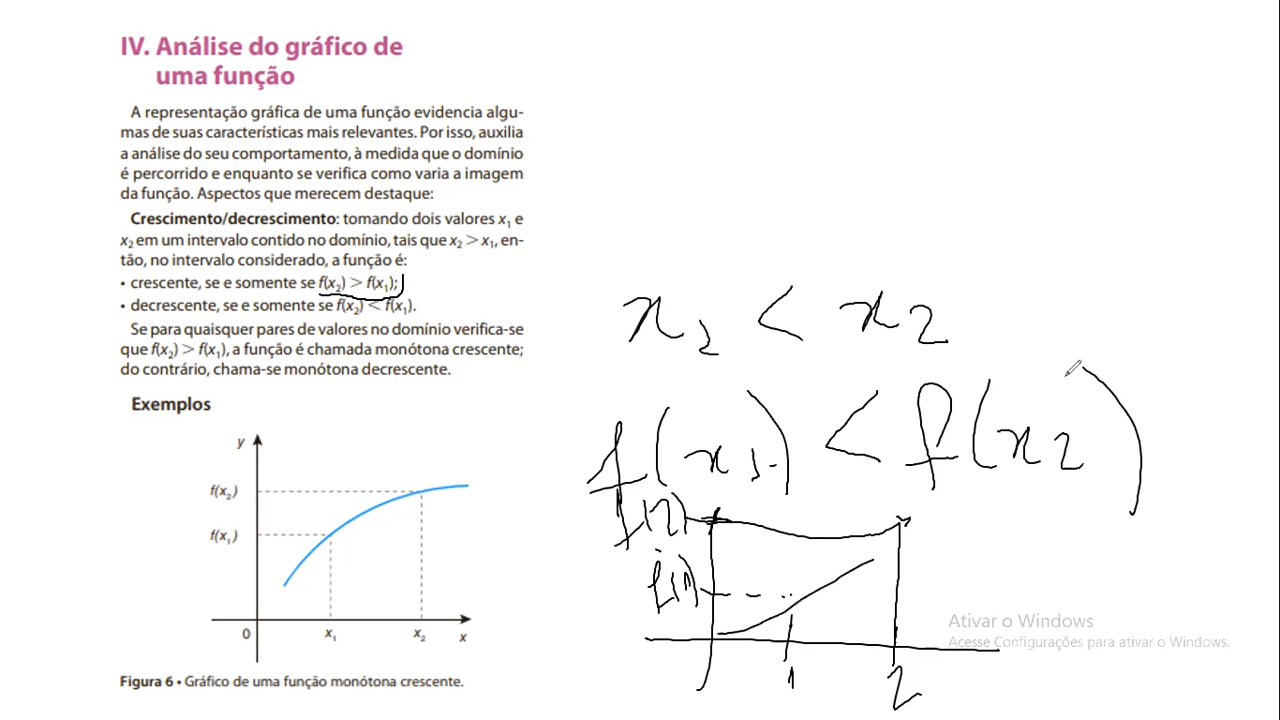 IV. Análise do gráfico de
uma função
A representação gráfica de uma função evidencia algu-
mas de suas características mais relevantes. Por isso, auxilia
a análise do seu comportamento, à medida que o domínio
é percorrido e enquanto se verifica como varia a imagem
da função. Aspectos que merecem destaque:
Crescimento/decrescimento: tomando dois valores x₁ e
x₂ em um intervalo contido no domínio, tais que x₂ > x₁, en-
tão, no intervalo considerado, a função é:
• crescente, se e somente se f(x₂) > f(x₁);
• decrescente, se e somente se f(x₂) < f(x₁).
Se para quaisquer pares de valores no domínio verifica-se
que f(x₂) > f(x₁), a função é chamada monótona crescente;
do contrário, chama-se monótona decrescente.
Exemplos
y
f(x₂)
f(x₁)
0
x₁
x₂
x
Figura 6 • Gráfico de uma função monótona crescente.
x₂ < x₂
f(x₁) < f(x₂)
f(2)
f(1)
1
2
Ativar o Windows
Acesse Configurações para ativar o Windows.